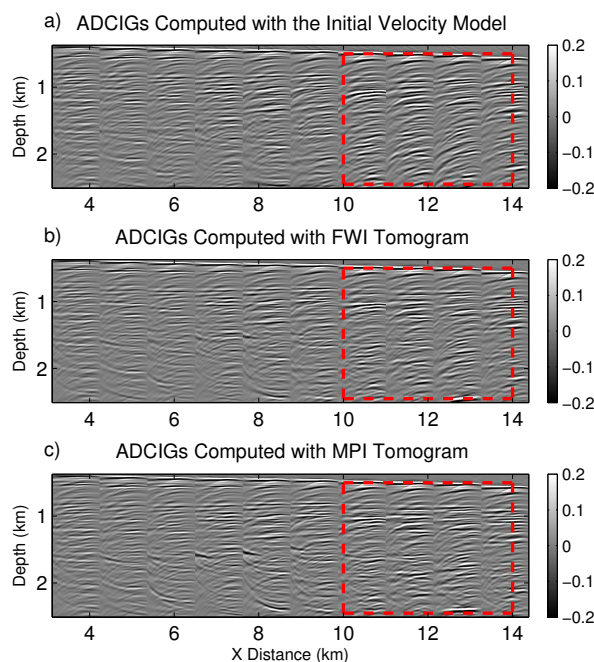 a) ADCIGs Computed with the Initial Velocity Model
Depth (km)
1
2
4 6 8 10 12 14
0.2
0.1
0
−0.1
−0.2
b) ADCIGs Computed with FWI Tomogram
Depth (km)
1
2
4 6 8 10 12 14
0.2
0.1
0
−0.1
−0.2
c) ADCIGs Computed with MPI Tomogram
Depth (km)
1
2
4 6 8 10 12 14
X Distance (km)
0.2
0.1
0
−0.1
−0.2